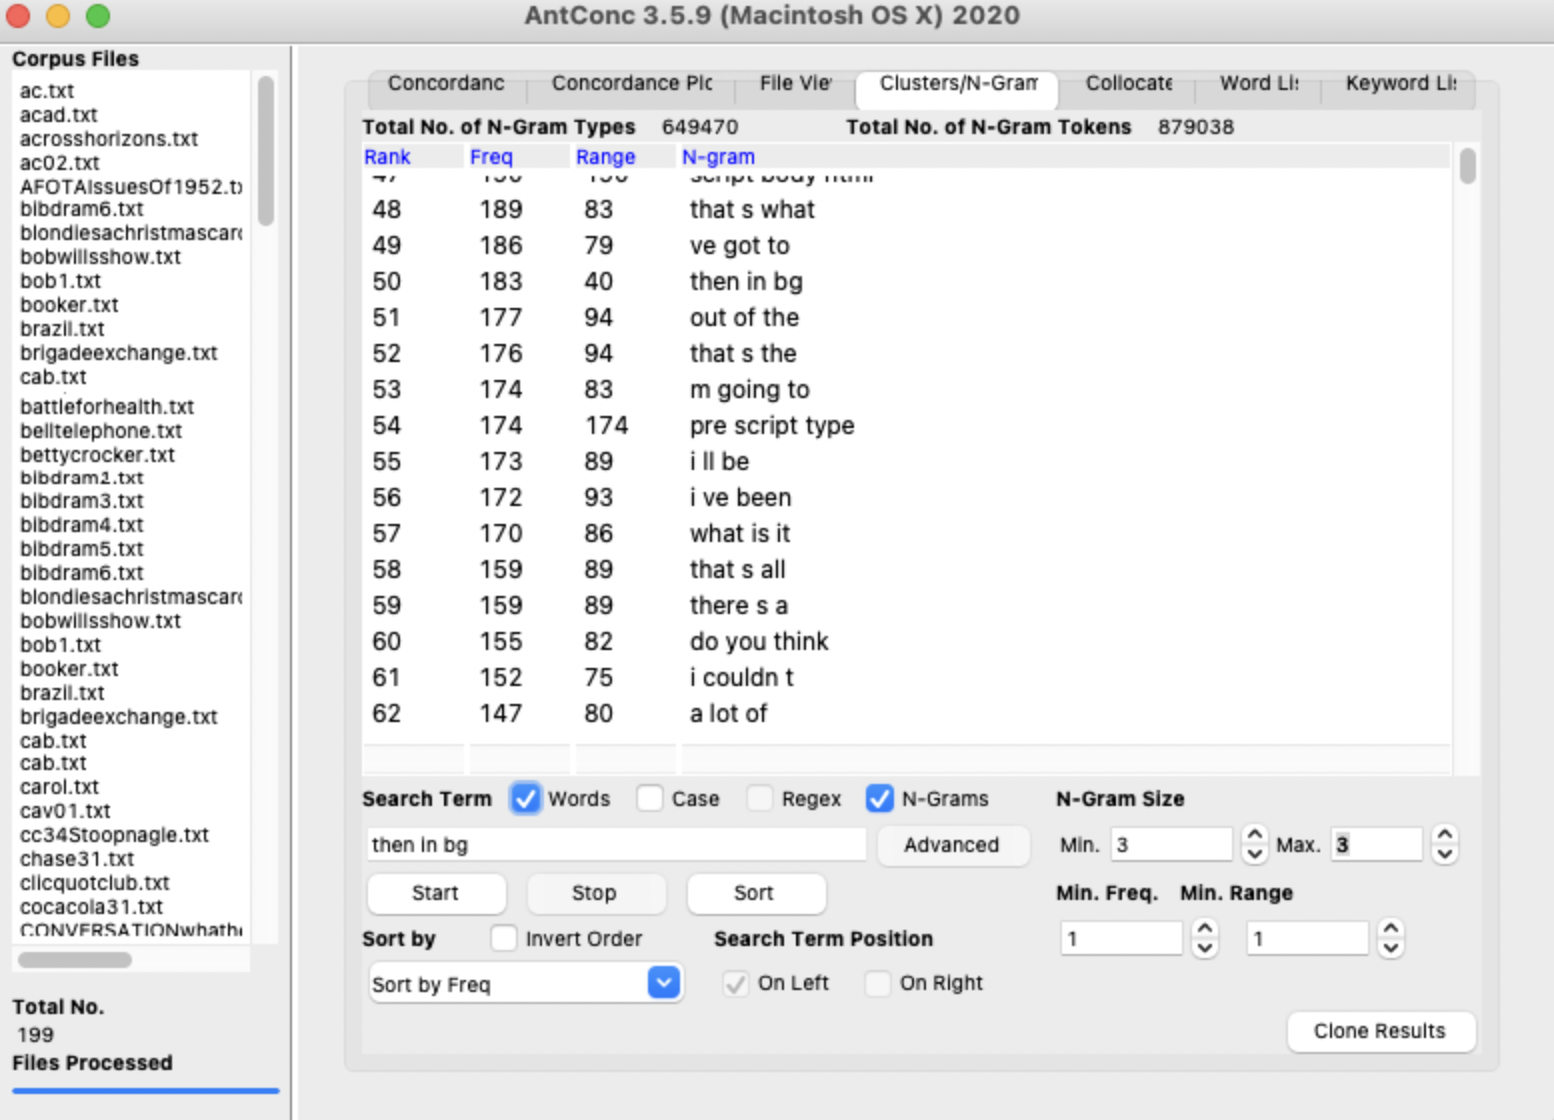 AntConc 3.5.9 (Macintosh OS X) 2020
Corpus Files
ac.txt
acad.txt
acrosshorizons.txt
ac02.txt
AFOTAIssuesOf1952.tx
bibdram6.txt
blondiesachristmascaro
bobwillsshow.txt
bob1.txt
booker.txt
brazil.txt
brigadeexchange.txt
cab.txt
battleforhealth.txt
belltelephone.txt
bettycrocker.txt
bibdram2.txt
bibdram3.txt
bibdram4.txt
bibdram5.txt
bibdram6.txt
blondiesachristmascaro
bobwillsshow.txt
bob1.txt
booker.txt
brazil.txt
brigadeexchange.txt
cab.txt
cab.txt
carol.txt
cav01.txt
cc34Stoopnagle.txt
chase31.txt
clicquotclub.txt
cocacola31.txt
CONVERSATIONwhathe
Total No.
199
Files Processed
Concordanc Concordance Plc File Vie Clusters/N-Gram Collocate Word Li Keyword Li
Total No. of N-Gram Types 649470 Total No. of N-Gram Tokens 879038
Rank Freq Range N-gram
47 190 190 script body html
48 189 83 that s what
49 186 79 ve got to
50 183 40 then in bg
51 177 94 out of the
52 176 94 that s the
53 174 83 m going to
54 174 174 pre script type
55 173 89 i ll be
56 172 93 i ve been
57 170 86 what is it
58 159 89 that s all
59 159 89 there s a
60 155 82 do you think
61 152 75 i couldn t
62 147 80 a lot of
Search Term Words Case Regex N-Grams N-Gram Size
then in bg Advanced Min. 3 Max. 3
Start Stop Sort Min. Freq. Min. Range
Sort by Invert Order Search Term Position 1 1
Sort by Freq On Left On Right
Clone Results